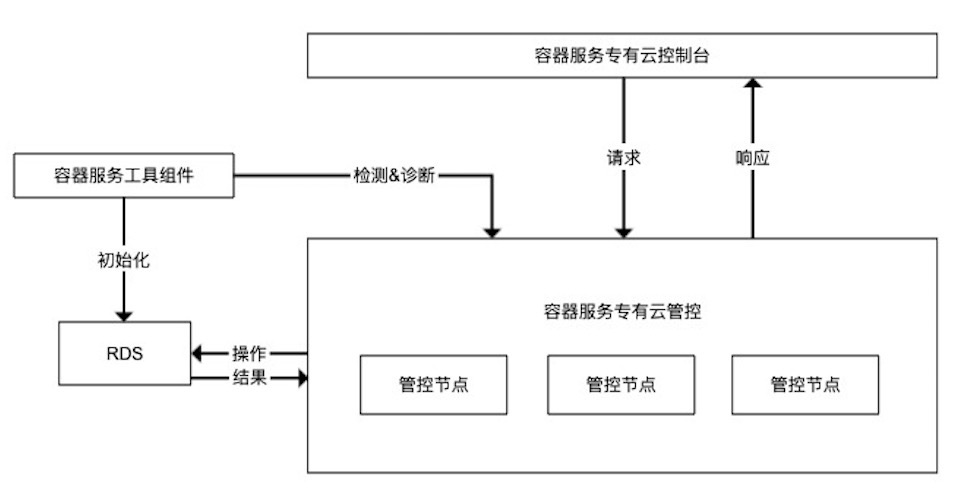 容器服务专有云控制台
请求
响应
容器服务工具组件
检测&诊断
初始化
容器服务专有云管控
RDS
操作
结果
管控节点
管控节点
管控节点